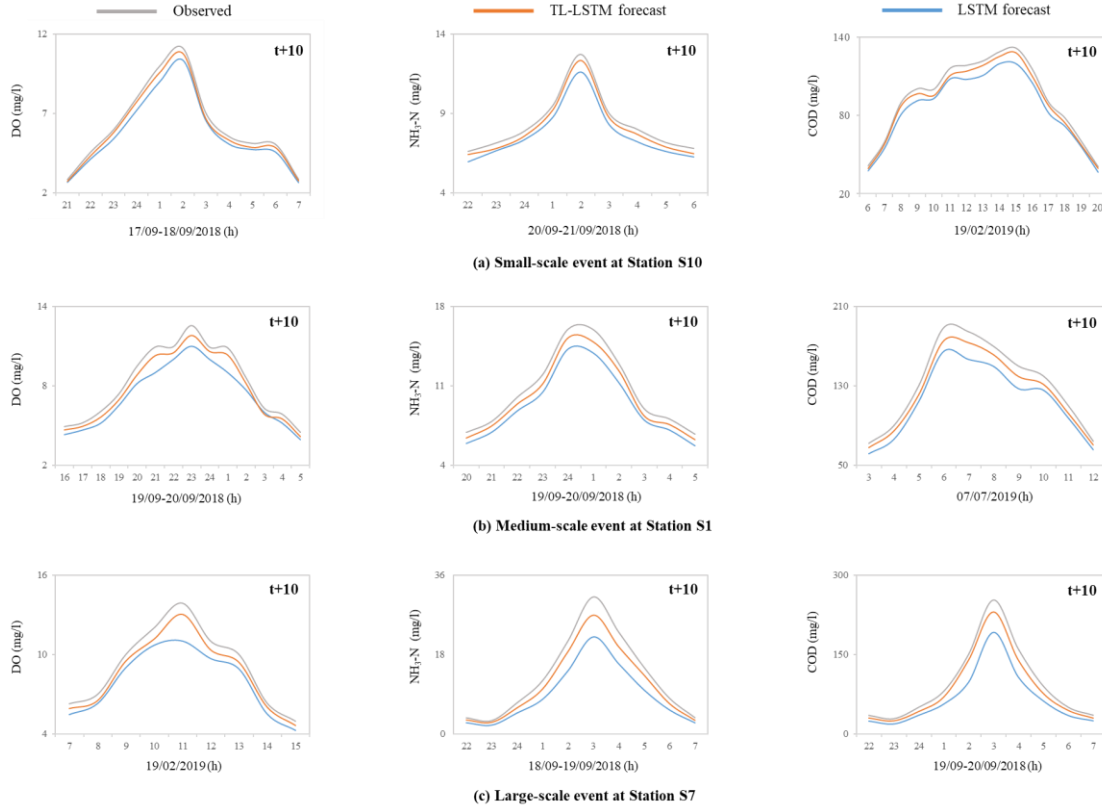 Observed TL-LSTM forecast LSTM forecast
12 7 2
DO (mg/l)
t+10
21 22 23 24 1 2 3 4 5 6 7
17/09-18/09/2018 (h)
14 9 4
NH3-N (mg/l)
t+10
22 23 24 1 2 3 4 5 6
20/09-21/09/2018 (h)
140 80 20
COD (mg/l)
t+10
6 7 8 9 10 11 12 13 14 15 16 17 18 19 20
19/02/2019 (h)
(a) Small-scale event at Station S10
14 8 2
DO (mg/l)
t+10
16 17 18 19 20 21 22 23 24 1 2 3 4 5
19/09-20/09/2018 (h)
18 11 4
NH3-N (mg/l)
t+10
20 21 22 23 24 1 2 3 4 5
19/09-20/09/2018 (h)
210 130 50
COD (mg/l)
t+10
3 4 5 6 7 8 9 10 11 12
07/07/2019 (h)
(b) Medium-scale event at Station S1
16 10 4
DO (mg/l)
t+10
7 8 9 10 11 12 13 14 15
19/02/2019 (h)
36 18 0
NH3-N (mg/l)
t+10
22 23 24 1 2 3 4 5 6 7
18/09-19/09/2018 (h)
300 150 0
COD (mg/l)
t+10
22 23 24 1 2 3 4 5 6 7
19/09-20/09/2018 (h)
(c) Large-scale event at Station S7